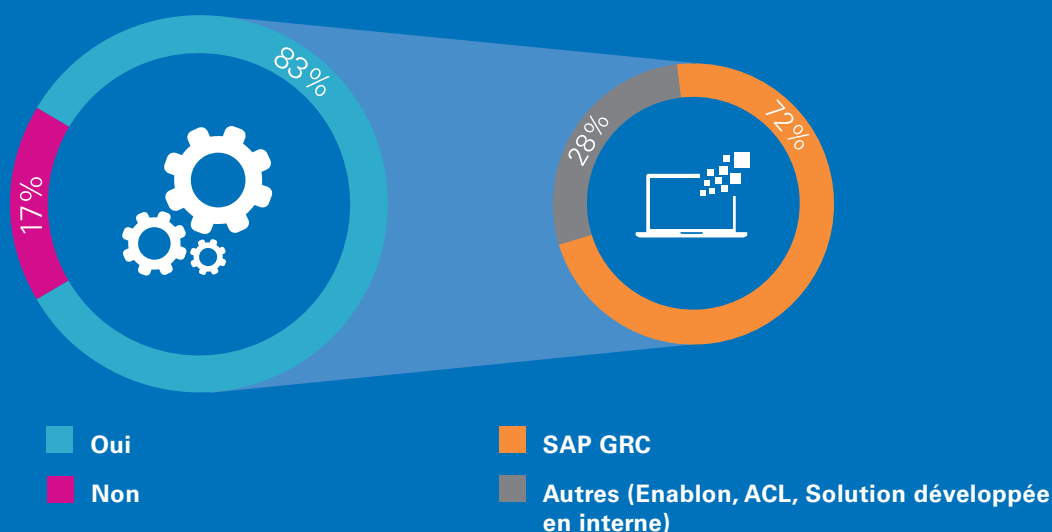 83%
17%
72%
28%
Oui
Non
SAP GRC
Autres (Enablon, ACL, Solution développée
en interne)